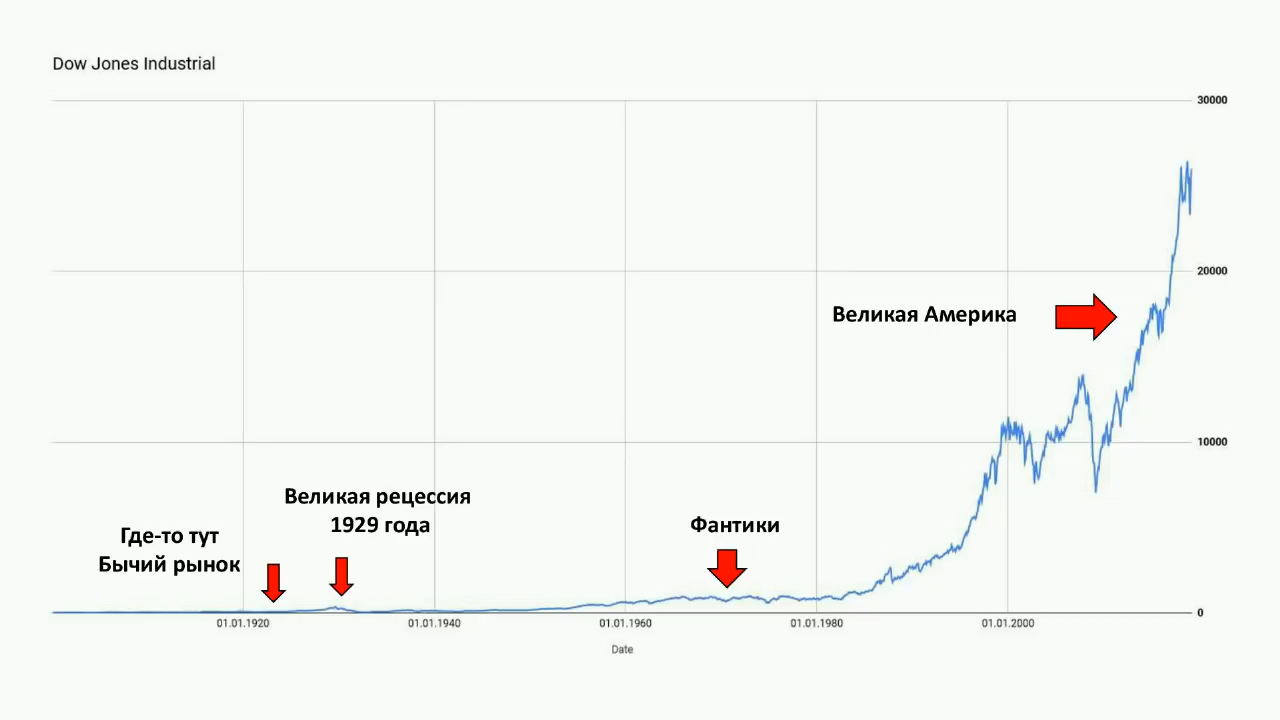 Dow Jones Industrial
30000
20000
Великая Америка
10000
Великая рецессия
1929 года
Фантики
Где-то тут
Бычий рынок
0
01.01.1920
01.01.1940
01.01.1960
01.01.1980
01.01.2000
Date